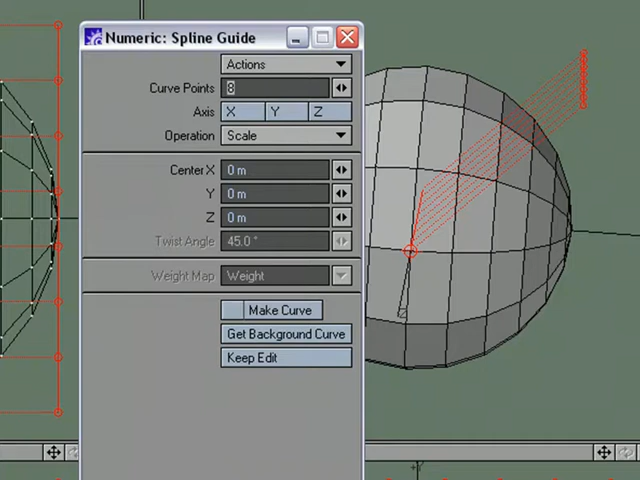 Numeric: Spline Guide
Actions
Curve Points 8
Axis X Y Z
Operation Scale
Center X 0 m
Y 0 m
Z 0 m
Twist Angle 45.0 °
Weight Map Weight
Make Curve
Get Background Curve
Keep Edit